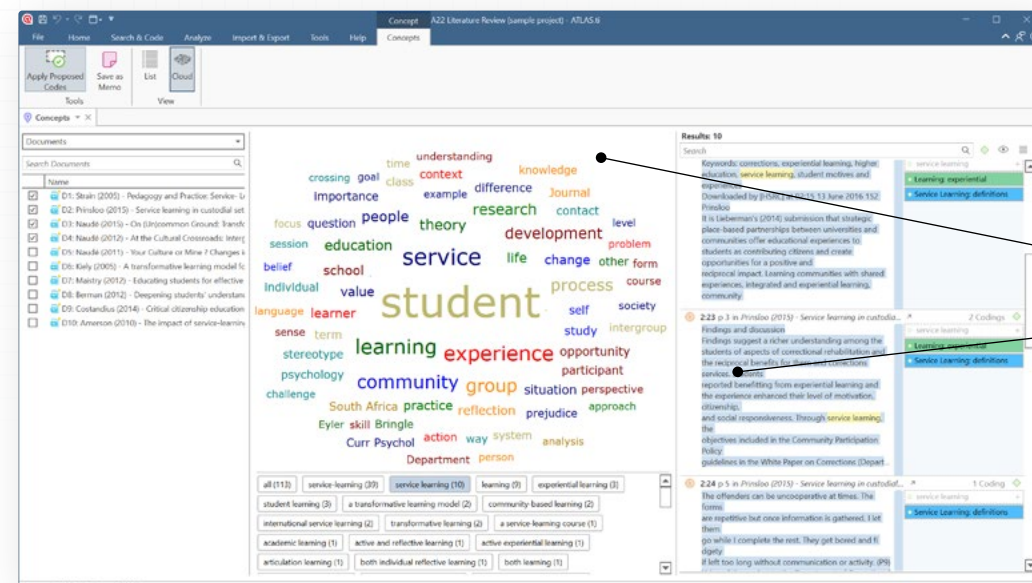 Concept A22 Literature Review (sample project) - ATLAS.ti
File Home Search & Code Analyze Import & Export Tools Help Concepts
Apply Proposed Codes Save as Memo List Cloud
Tools View
Concepts
Documents
Search Documents
Name
D1: Strain (2005) - Pedagogy and Practice: Service- L
D2: Prinsloo (2015) - Service learning in custodial set
D3: Naudé (2015) - On (Un)common Ground: Transfo
D4: Naudé (2012) - At the Cultural Crossroads: Interg
D5: Naudé (2011) - Your Culture or Mine ? Changes i
D6: Kiely (2005) - A transformative learning model fo
D7: Maistry (2012) - Educating students for effective
D8: Berman (2012) - Deepening students' understan
D9: Costandius (2014) - Critical citizenship education
D10: Amerson (2010) - The impact of service-learnin
understanding
time
crossing goal class context knowledge
Importance example difference Journal
focus question people theory research contact level
session education service development problem
belief school life change other form
Individual value student process course
language learner self society
sense term study intergroup
stereotype learning experience opportunity
psychology participant
challenge community group situation perspective
South Africa practice reflection prejudice approach
Eyler skill Bringle
Curr Psychol action way system analysis
Department person
all (113) service-learning (39) service learning (10) learning (9) experiential learning (3)
student learning (3) a transformative learning model (2) community-based learning (2)
international service learning (2) transformative learning (2) a service-learning course (1)
academic learning (1) active and reflective learning (1) active experiential learning (1)
articulation learning (1) both individual reflective learning (1) both learning (1)
Results: 10
Search
Keywords: corrections, experiential learning, higher
education, service learning, student motives and
experiences
Downloaded by [HSRC] at 02:15 13 June 2016 152
Prinsloo
It is Lieberman's (2014) submission that strategic
place-based partnerships between universities and
communities offer educational experiences to
students as contributing citizens and create
opportunities for a positive and
reciprocal impact. Learning communities with shared
experiences, integrated and experiential learning,
community
service learning
Learning: experiential
Service Learning: definitions
2:23 p 3 in Prinsloo (2015) - Service learning in custodia... 2 Codings
Findings and discussion
Findings suggest a richer understanding among the
students of aspects of correctional rehabilitation and
the reciprocal benefits for them and corrections
services.
reported benefitting from experiential learning and
the experience enhanced their level of motivation,
citizenship,
and social responsiveness. Through service learning,
the
objectives included in the Community Participation
Policy
guidelines in the White Paper on Corrections (Depart
service learning
Learning: experiential
Service Learning: definitions
2:24 p 5 in Prinsloo (2015) - Service learning in custodial... 1 Coding
The offenders can be uncooperative at times. The
forms
are repetitive but once information is gathered. I let
them
go while I complete the rest. They get bored and fi
dgety
if left too long without communication or activity. (P9)
service learning
Service Learning: definitions